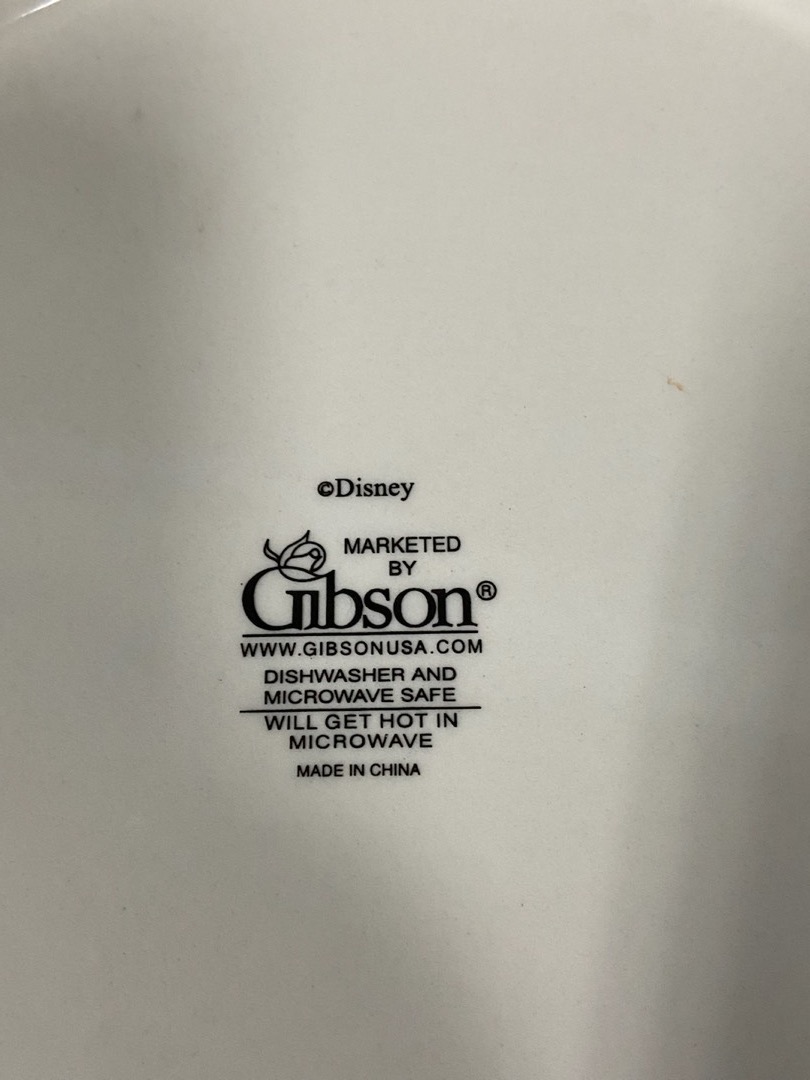 ©Disney
MARKETED
BY
Gibson®
WWW.GIBSONUSA.COM
DISHWASHER AND
MICROWAVE SAFE
WILL GET HOT IN
MICROWAVE
MADE IN CHINA